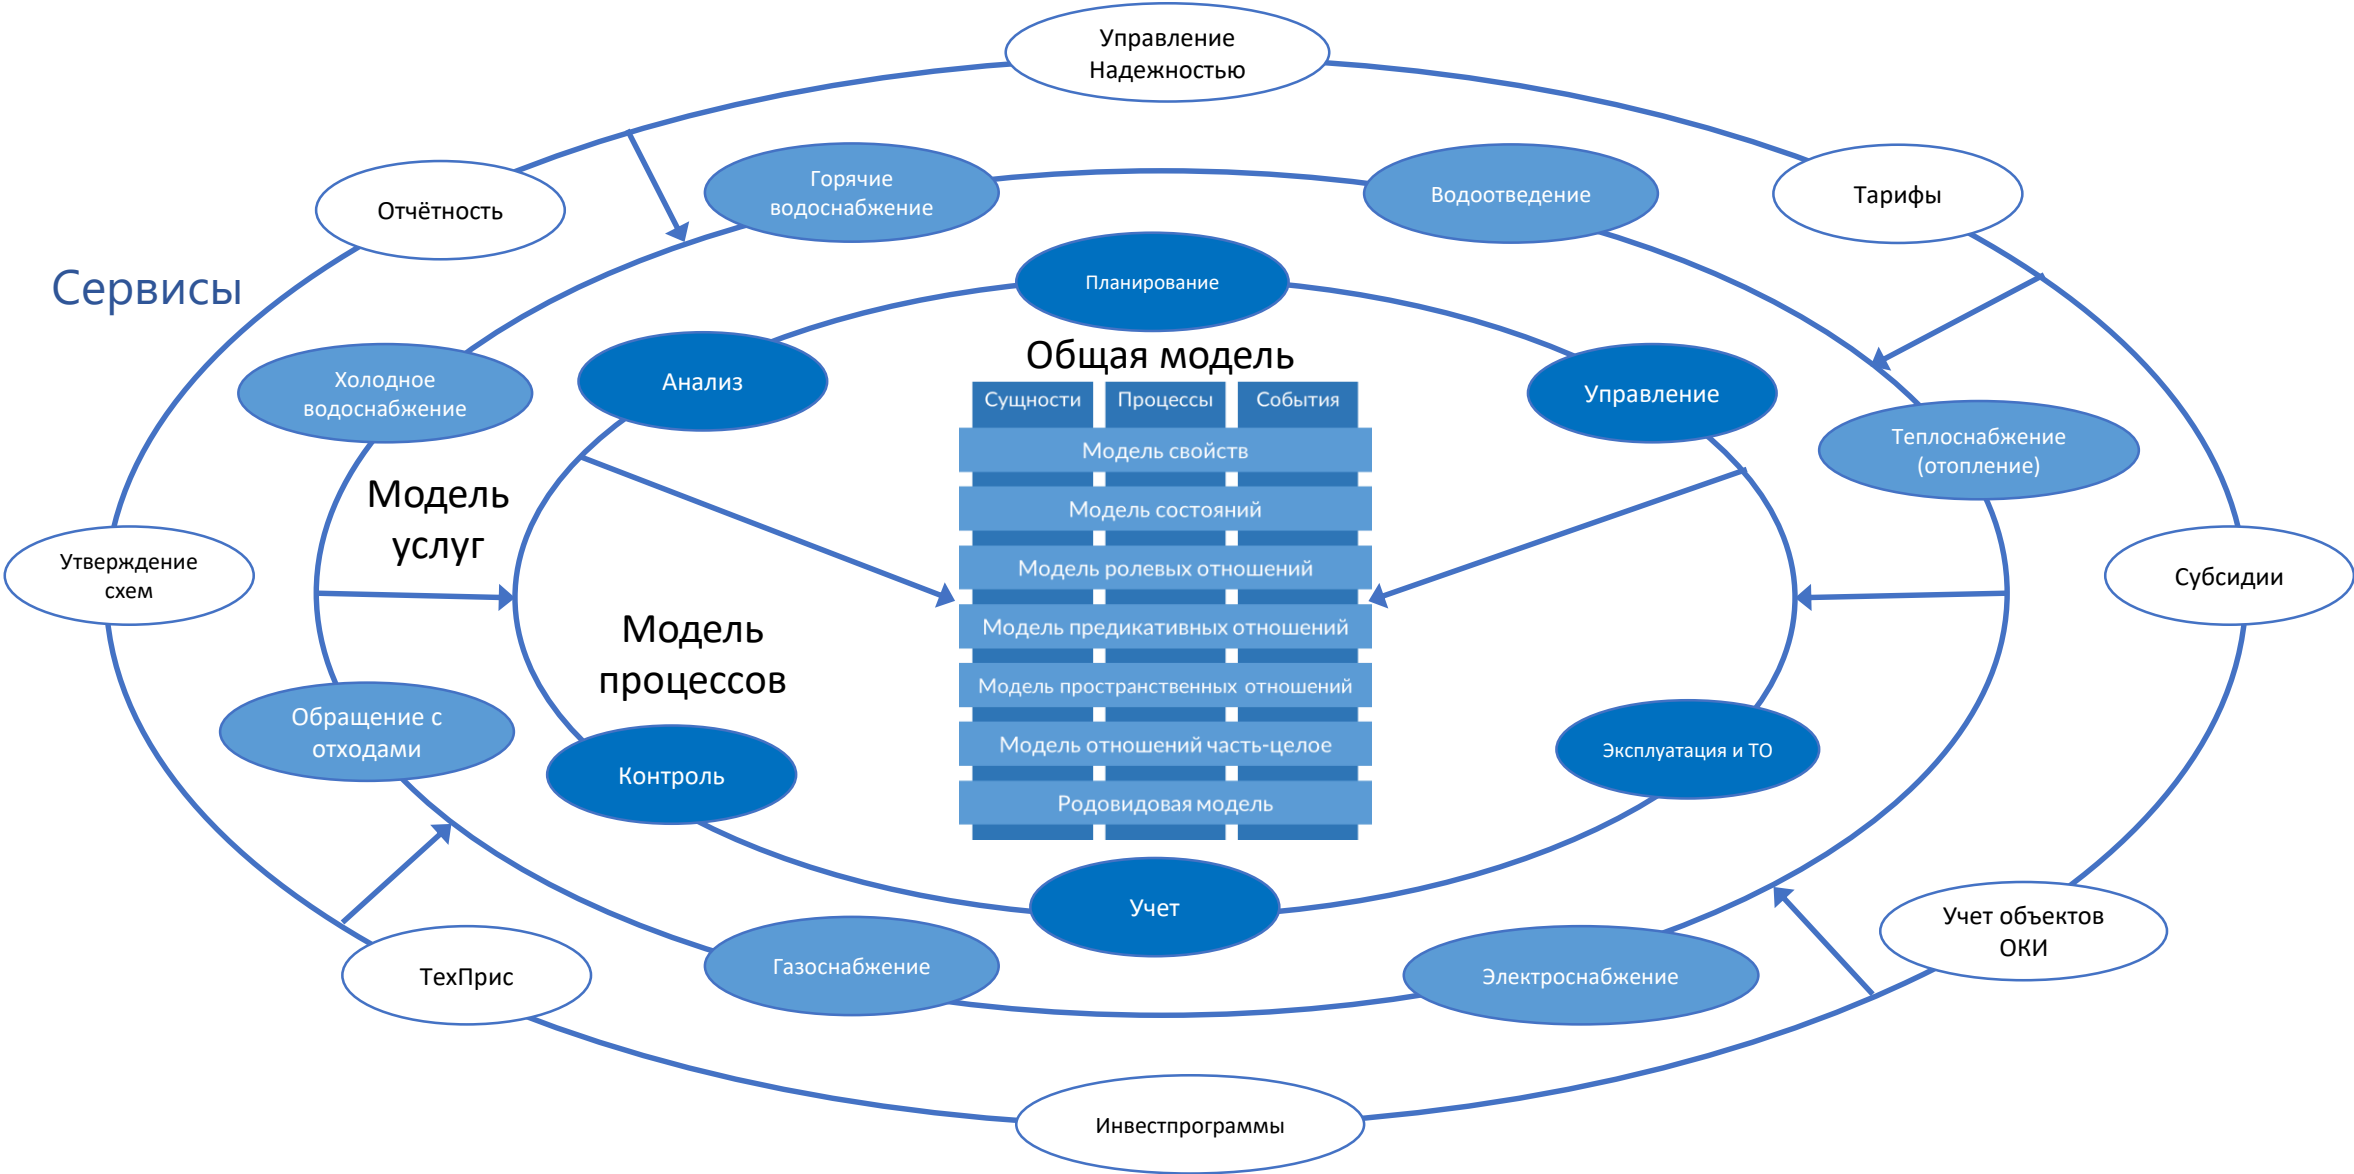 Управление
Надежностью
Отчётность
Горячие
водоснабжение
Водоотведение
Тарифы
Сервисы
Планирование
Общая модель
Холодное
водоснабжение
Анализ
Управление
Сущности
Процессы
События
Теплоснабжение
(отопление)
Модель свойств
Модель
услуг
Модель состояний
Утверждение
схем
Модель ролевых отношений
Субсидии
Модель
процессов
Модель предикативных отношений
Модель пространственных отношений
Обращение с
отходами
Модель отношений часть-целое
Эксплуатация и ТО
Контроль
Родовидовая модель
Учет
Учет объектов
ОКИ
ТехПрис
Газоснабжение
Электроснабжение
Инвестпрограммы